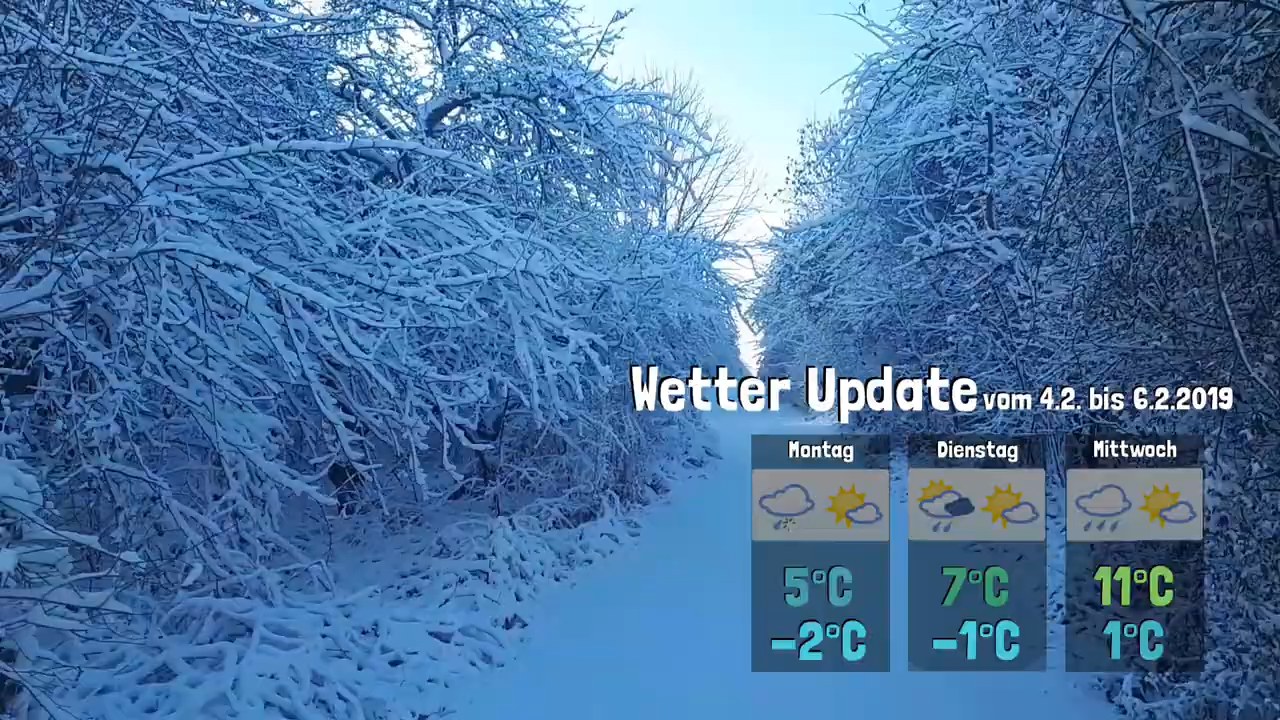 Wetter Update vom 4.2. bis 6.2.2019
Montag Dienstag Mittwoch
5°C 7°C 11°C
-2°C -1°C 1°C